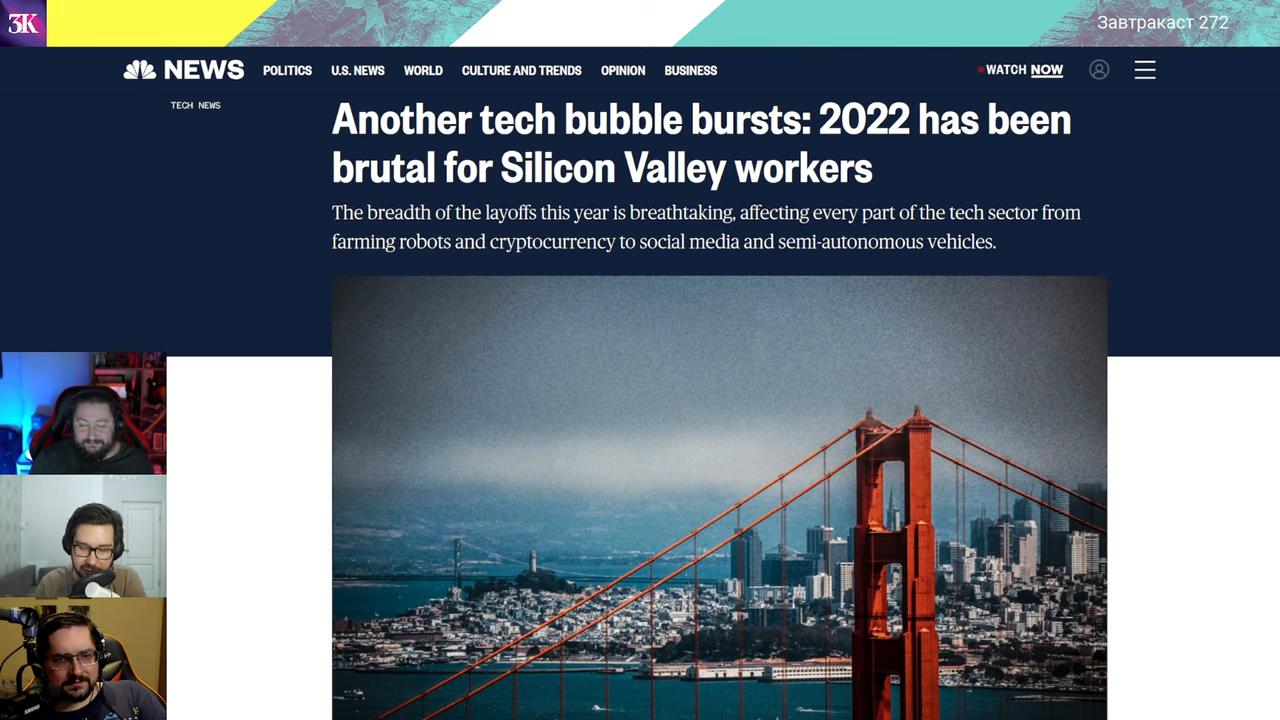 ЗК
Завтракаст 272
NEWS
POLITICS
U.S. NEWS
WORLD
CULTURE AND TRENDS
OPINION
BUSINESS
WATCH NOW
TECH NEWS
Another tech bubble bursts: 2022 has been
brutal for Silicon Valley workers
The breadth of the layoffs this year is breathtaking, affecting every part of the tech sector from
farming robots and cryptocurrency to social media and semi-autonomous vehicles.